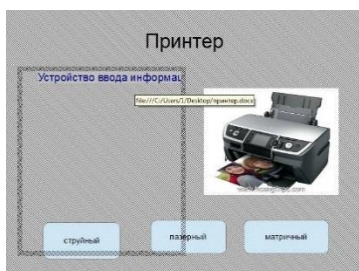 Принтер
Устройство ввода информац
file:///C:/Users/1/Desktop/принтер.docx
струйный
лазерный
матричный